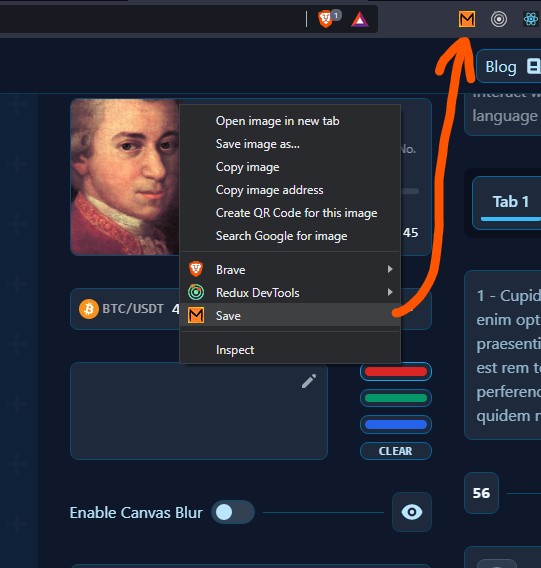 1
Blog
interact w
language
No.
Tab 1
45
Open image in new tab
Save image as...
Copy image
Copy image address
Create QR Code for this image
Search Google for image
Brave
Redux DevTools
Save
Inspect
BTC/USDT 4
1 - Cupid
enim opt
praesenti
est rem t
perferenc
quidem n
CLEAR
56
Enable Canvas Blur